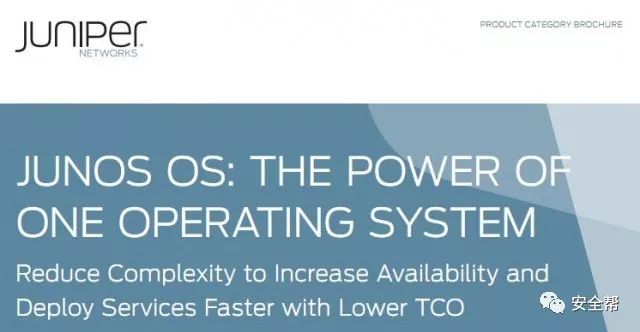 JUNIPER
NETWORKS
PRODUCT CATEGORY BROCHURE
JUNOS OS: THE POWER OF
ONE OPERATING SYSTEM
Reduce Complexity to Increase Availability and
Deploy Services Faster with Lower TCO
安全帮